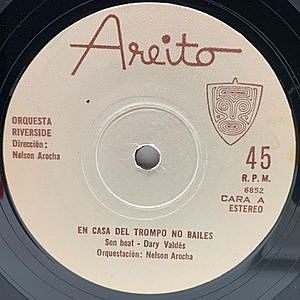 Areito
ORQUESTA
RIVERSIDE
Dirección:
Nelson Arocha
45
R. P. M.
6852
CARA A
ESTEREO
EN CASA DEL TROMPO NO BAILES
Son beat - Dary Valdés
Orquestación: Nelson Arocha